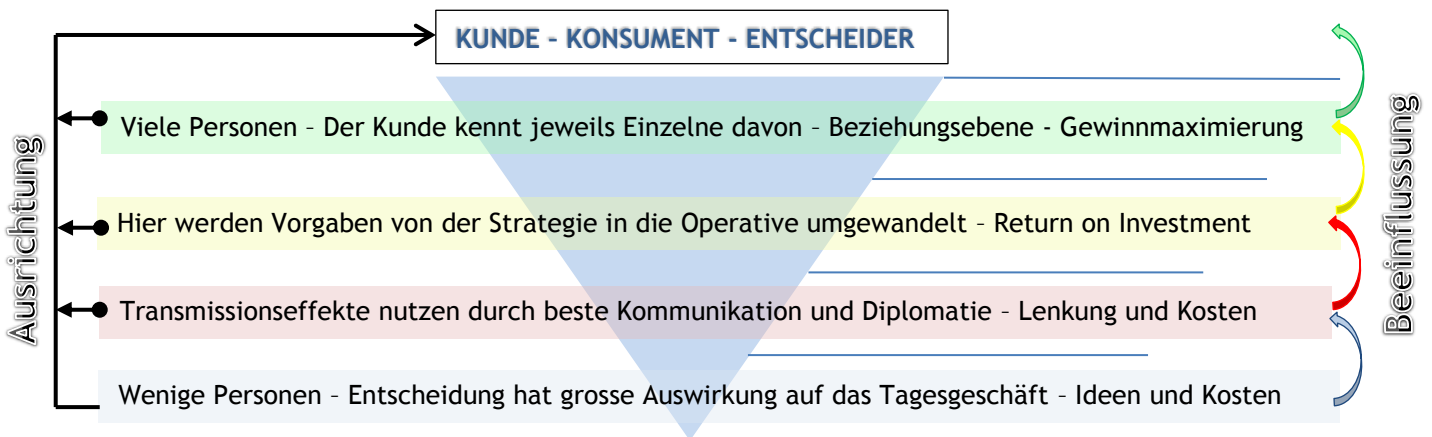 KUNDE – KONSUMENT - ENTSCHEIDER
Viele Personen – Der Kunde kennt jeweils Einzelne davon – Beziehungsebene - Gewinnmaximierung
Hier werden Vorgaben von der Strategie in die Operative umgewandelt – Return on Investment
Transmissionseffekte nutzen durch beste Kommunikation und Diplomatie – Lenkung und Kosten
Wenige Personen – Entscheidung hat grosse Auswirkung auf das Tagesgeschäft – Ideen und Kosten
Ausrichtung
Beeinflussung